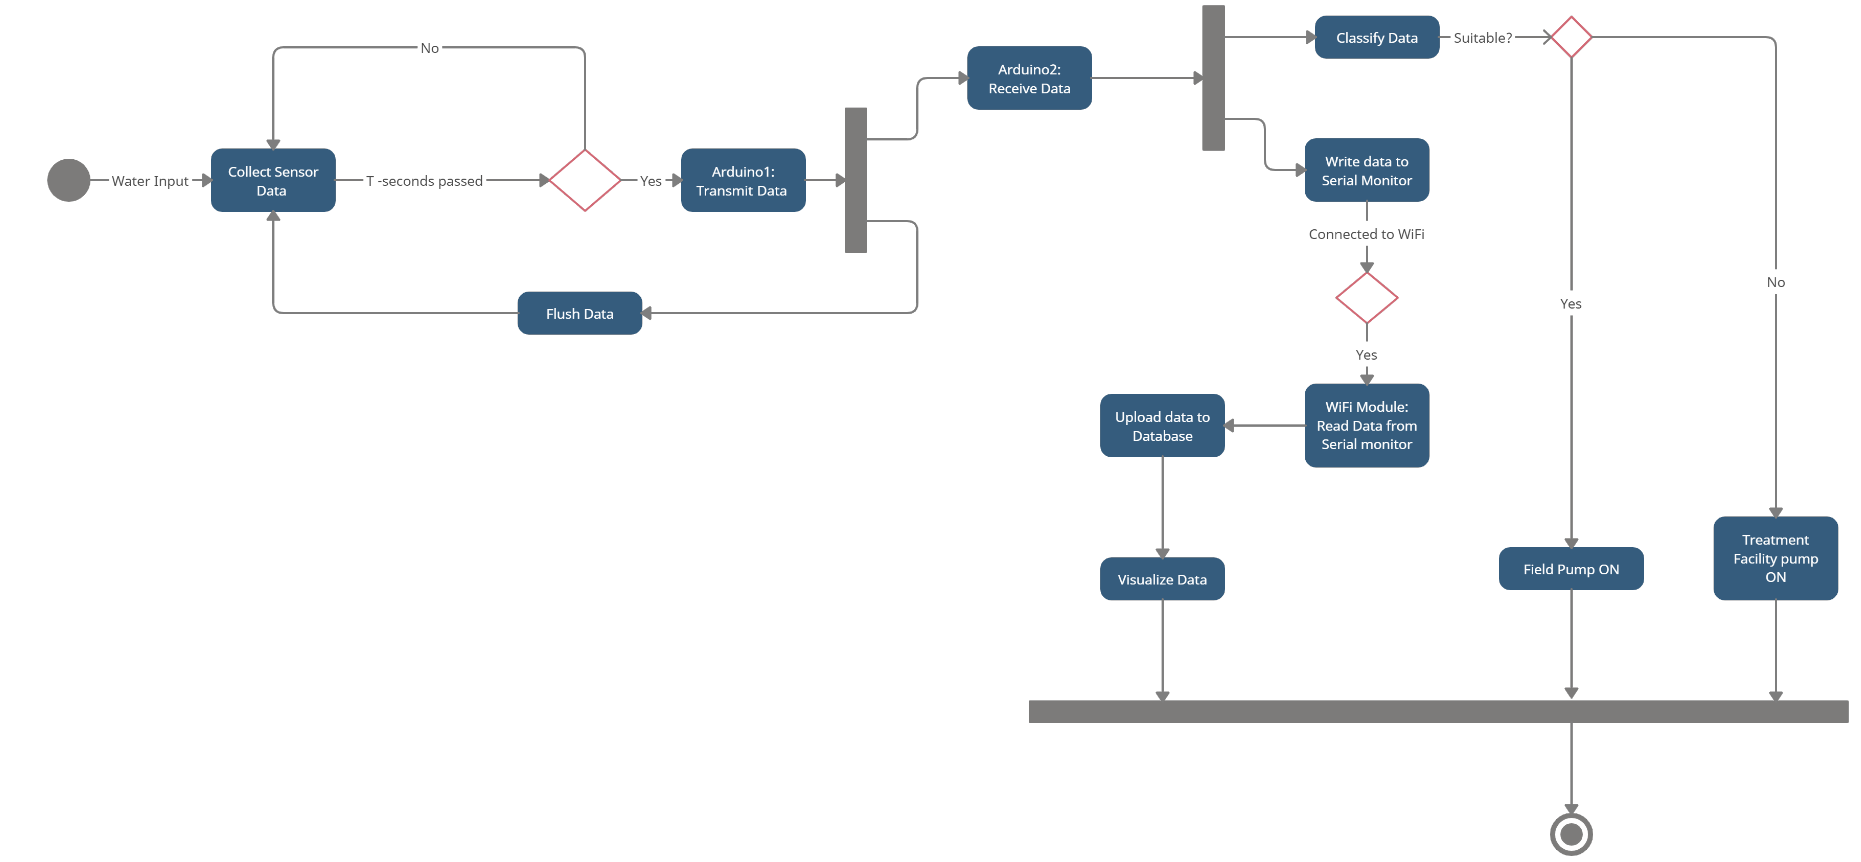 No
Water Input
Collect Sensor
Data
T -seconds passed
Yes
Arduino1:
Transmit Data
Flush Data
Arduino2:
Receive Data
Classify Data
Suitable?
Write data to
Serial Monitor
Connected to WiFi
Yes
WiFi Module:
Read Data from
Serial monitor
Upload data to
Database
Visualize Data
Yes
No
Field Pump ON
Treatment
Facility pump
ON